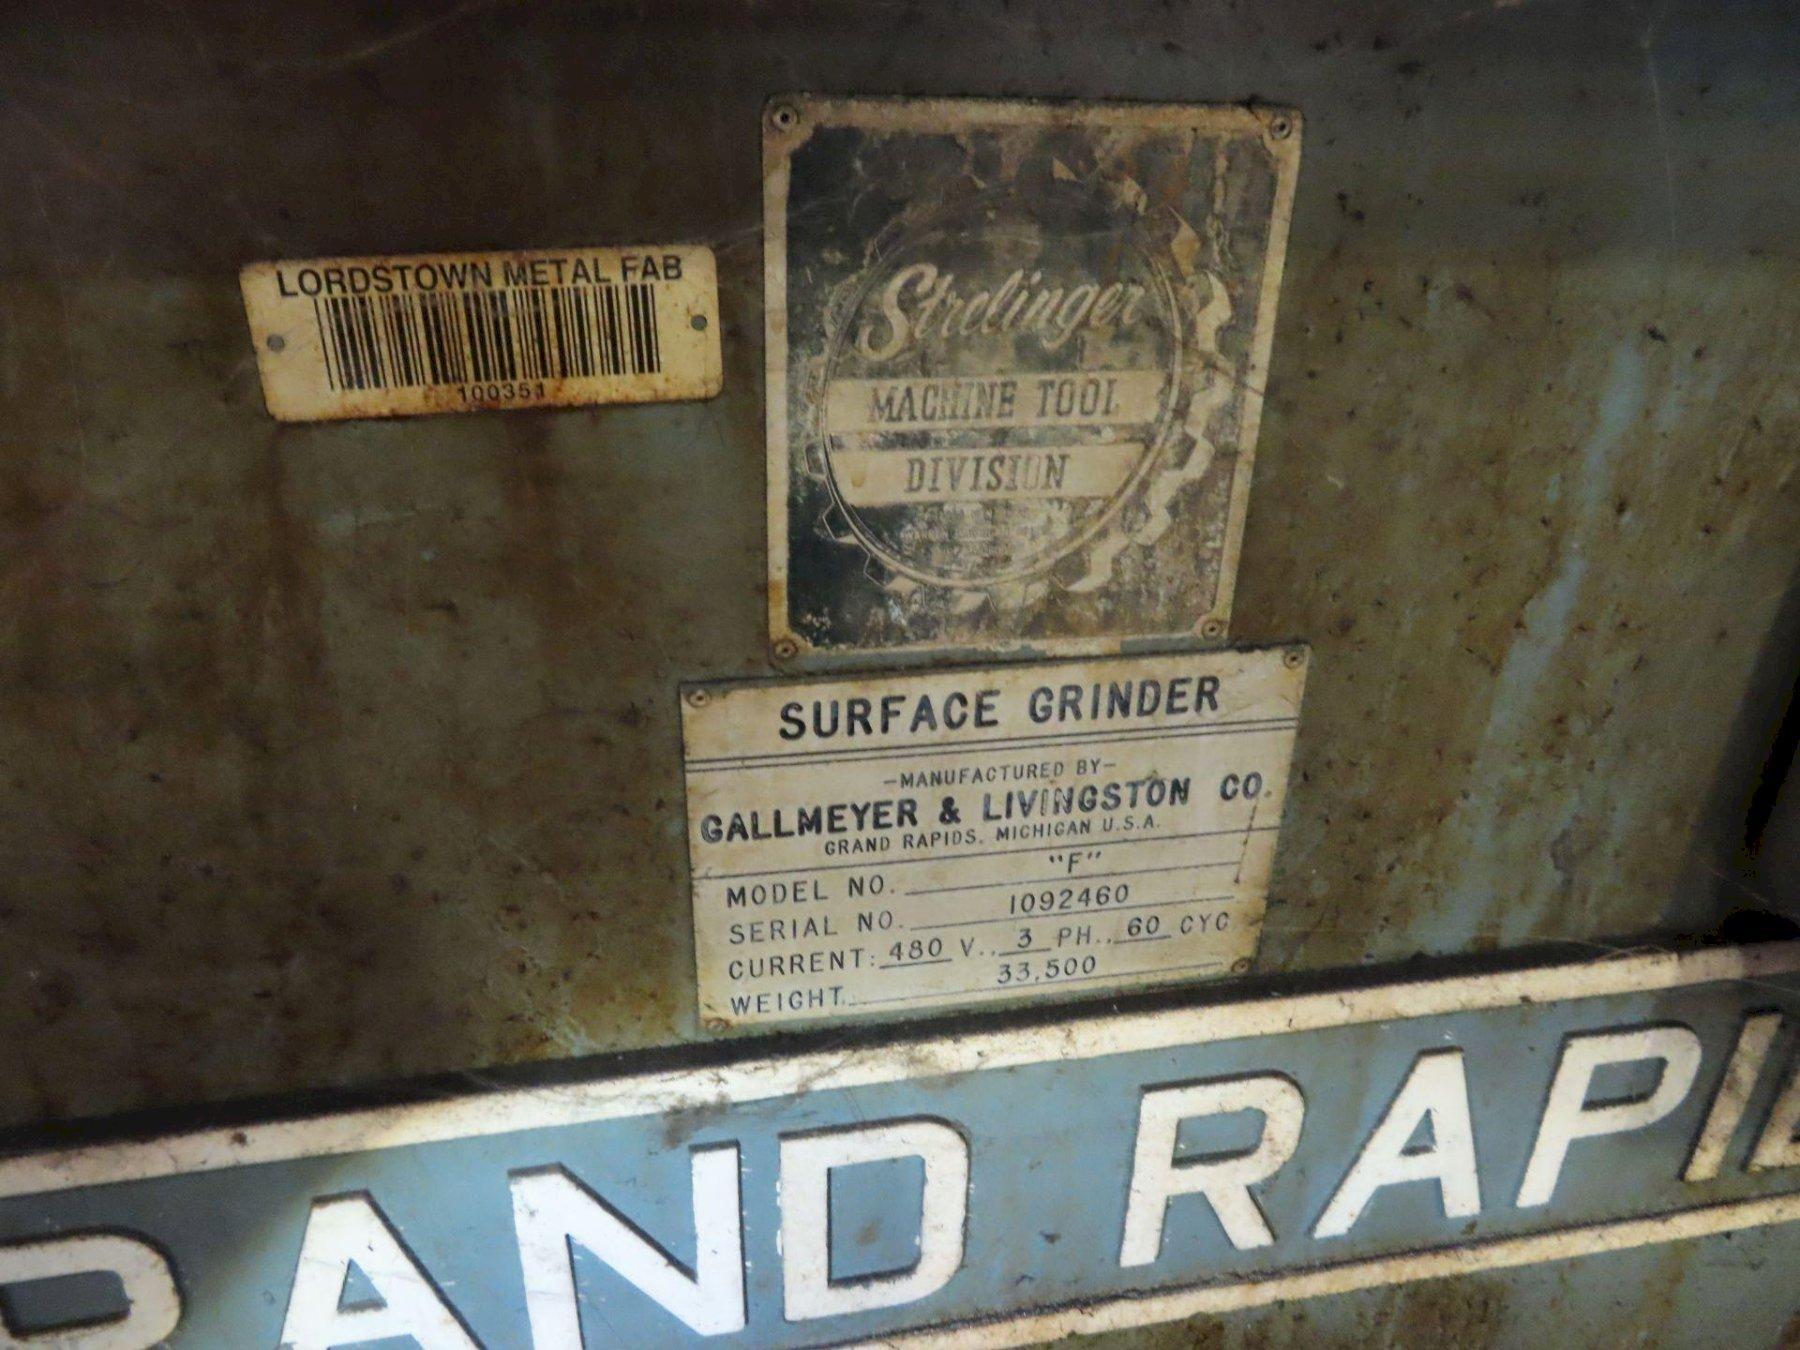 LORDSTOWN METAL FAB
100351
Strelinger
MACHINE TOOL
DIVISION
SURFACE GRINDER
-MANUFACTURED BY-
GALLMEYER & LIVINGSTON CO.
GRAND RAPIDS, MICHIGAN U.S.A.
MODEL NO. "F"
SERIAL NO. 1092460
CURRENT: 480 V., 3 PH., 60 CYC
WEIGHT 33,500
RAND RAPI